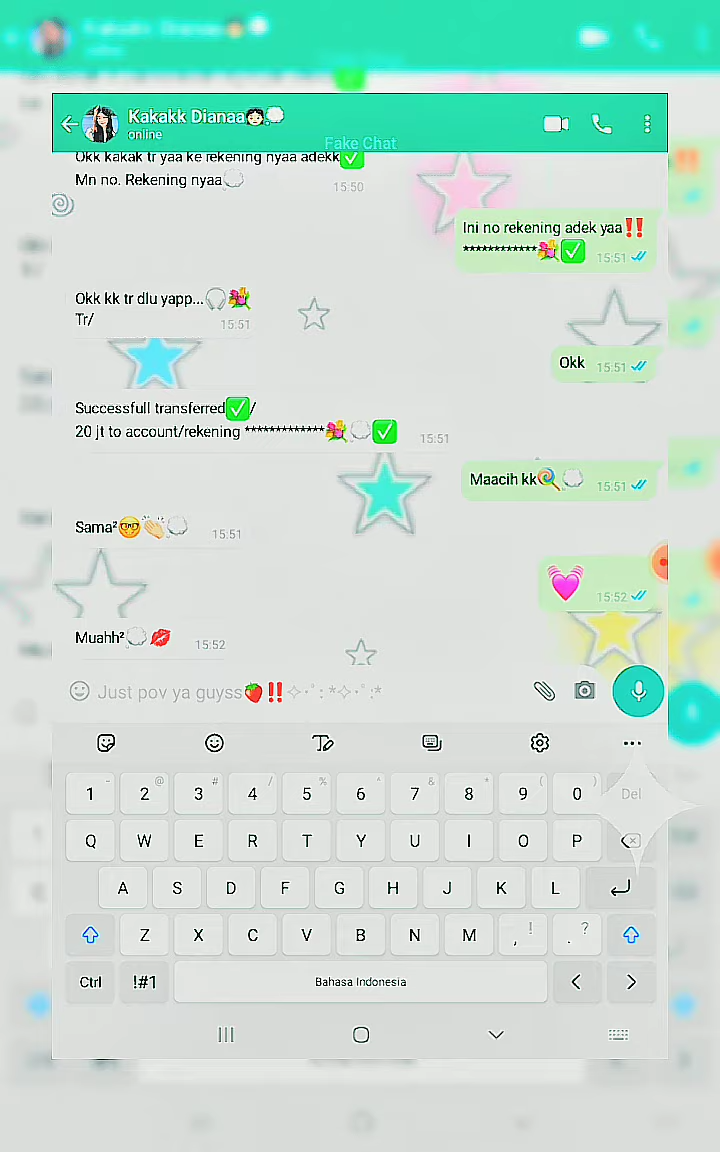 Kakakk Dianaa👧🏻💭
online
Fake Chat
Okk kakak tr yaa ke rekening nyaa adekk✅
Mn no. Rekening nyaa💭
15:50
Ini no rekening adek yaa‼️
************💐✅ 15:51
Okk kk tr dlu yapp...🎧💐
Tr/
15:51
Okk 15:51
Successfull transferred✅/
20 jt to account/rekening ************💐💭✅ 15:51
Maacih kk🍭💭 15:51
Sama²🤓👏🏻💭 15:51
💓 15:52
Muahh²💭💋 15:52
Just pov ya guyss🍓‼️✧･ﾟ: *✧･ﾟ:*
1 - 2 @ 3 # 4 / 5 % 6 ^ 7 & 8 * 9 ( 0 ) Del
Q W E R T Y U I O P
A S D F G H J K L
Z X C V B N M , ! . ?
Ctrl !#1 Bahasa Indonesia < >